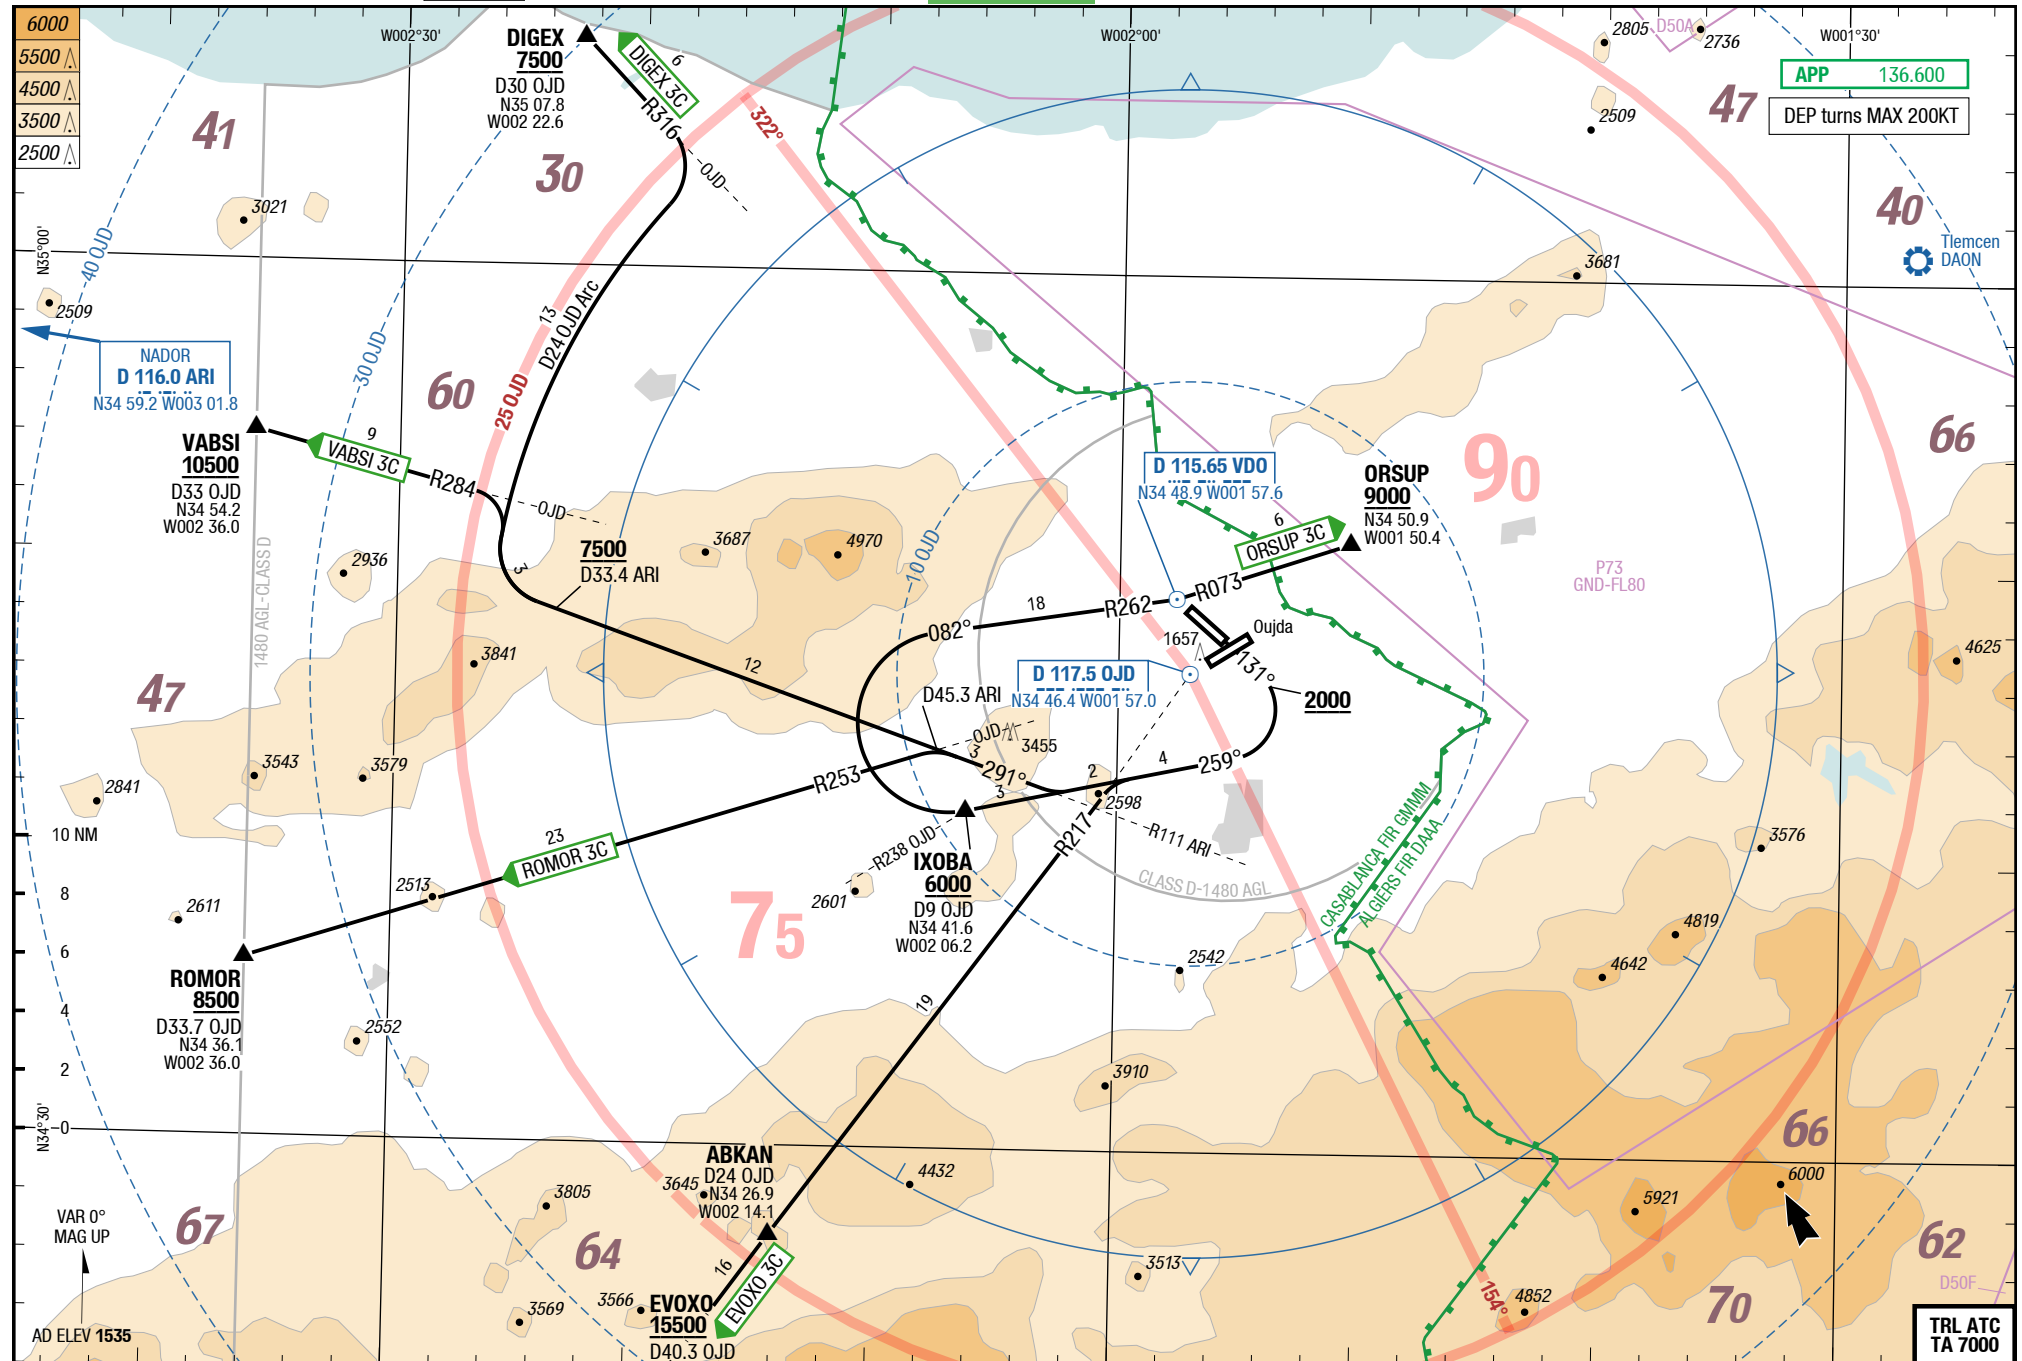 6000
5500
4500
3500
2500
W002°30'
W002°00'
W001°30'
DIGEX
7500
D30 OJD
N35 07.8
W002 22.6
6
DIGEX 3C
R316
OJD
322°
2805
D50A
2736
2509
47
APP 136.600
DEP turns MAX 200KT
41
30
3021
N35°00'
40 OJD
2509
40
Tlemcen
DAON
3681
NADOR
D 116.0 ARI
N34 59.2 W003 01.8
30 OJD
13
D24 OJD Arc
25 OJD
60
VABSI
10500
D33 OJD
N34 54.2
W002 36.0
9
VABSI 3C
R284
OJD
66
90
D 115.65 VDO
N34 48.9 W001 57.6
ORSUP
9000
N34 50.9
W001 50.4
6
ORSUP 3C
R073
1480 AGL-CLASS D
2936
3
7500
D33.4 ARI
3687
4970
10 OJD
P73
GND-FL80
18
R262
082°
1657
Oujda
131°
2000
4625
3841
12
47
D45.3 ARI
D 117.5 OJD
N34 46.4 W001 57.0
OJD
3455
3
291°
3
2
4
259°
2598
R111 ARI
3543
3579
2841
R253
10 NM
8
6
4
2
0
N34°30'
23
ROMOR 3C
2513
2611
R238 OJD
2601
R217
CLASS D-1480 AGL
CASABLANCA FIR GMMM
ALGIERS FIR DAAA
3576
IXOBA
6000
D9 OJD
N34 41.6
W002 06.2
75
2542
4819
4642
ROMOR
8500
D33.7 OJD
N34 36.1
W002 36.0
2552
19
3910
66
ABKAN
D24 OJD
N34 26.9
W002 14.1
3645
4432
3805
5921
6000
VAR 0°
MAG UP
67
64
62
D50F
16
EVOXO 3C
3513
154°
4852
70
3569
3566
EVOXO
15500
D40.3 OJD
AD ELEV 1535
TRL ATC
TA 7000